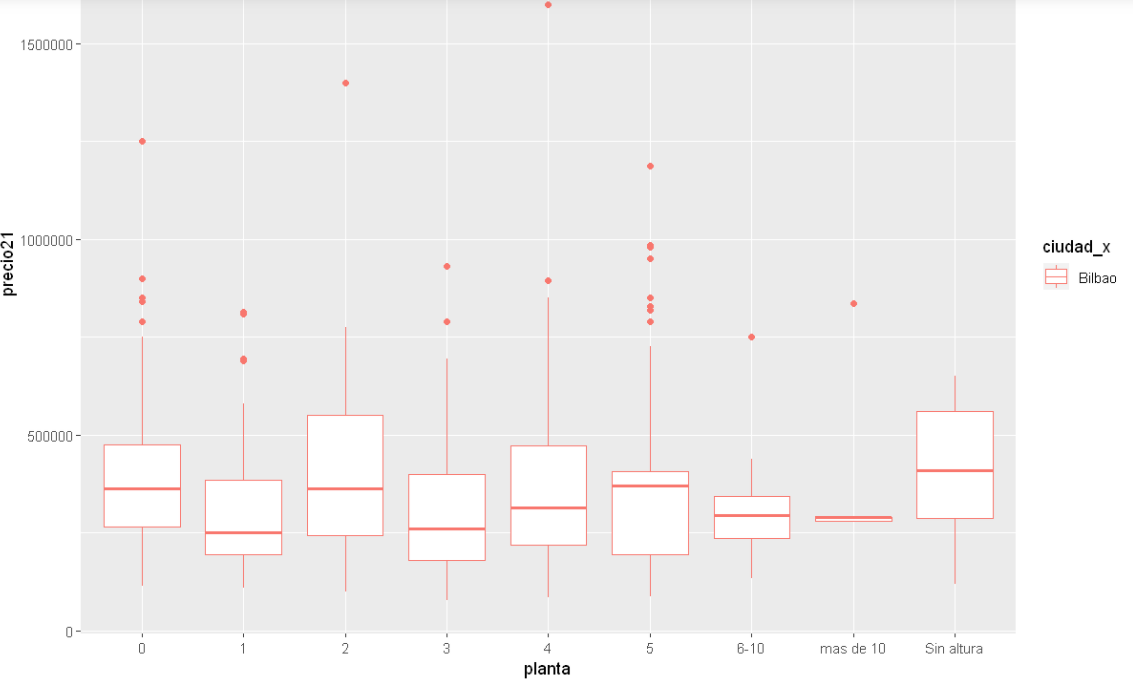 1500000
1000000
500000
0
precio21
0 1 2 3 4 5 6-10 mas de 10 Sin altura
planta
ciudad_x
Bilbao